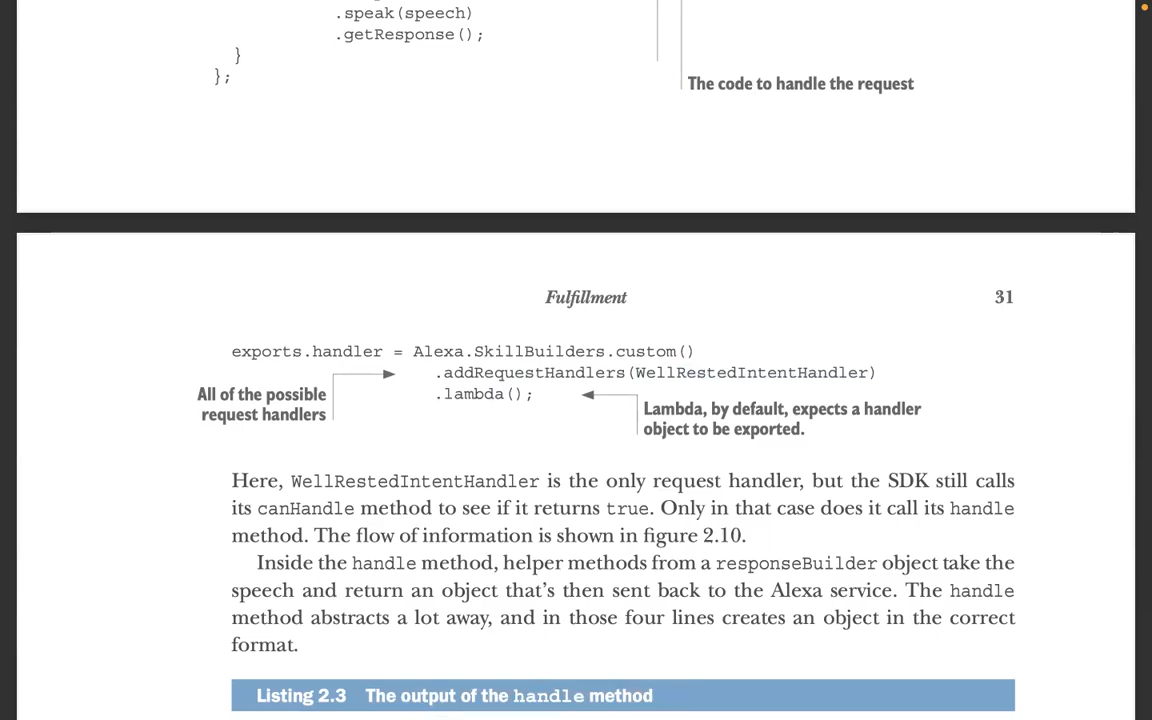 .speak(speech)
.getResponse();
}
};
The code to handle the request
Fulfillment
31
exports.handler = Alexa.SkillBuilders.custom()
.addRequestHandlers(WellRestedIntentHandler)
.lambda();
All of the possible
request handlers
Lambda, by default, expects a handler
object to be exported.
Here, WellRestedIntentHandler is the only request handler, but the SDK still calls
its canHandle method to see if it returns true. Only in that case does it call its handle
method. The flow of information is shown in figure 2.10.
Inside the handle method, helper methods from a responseBuilder object take the
speech and return an object that's then sent back to the Alexa service. The handle
method abstracts a lot away, and in those four lines creates an object in the correct
format.
Listing 2.3 The output of the handle method